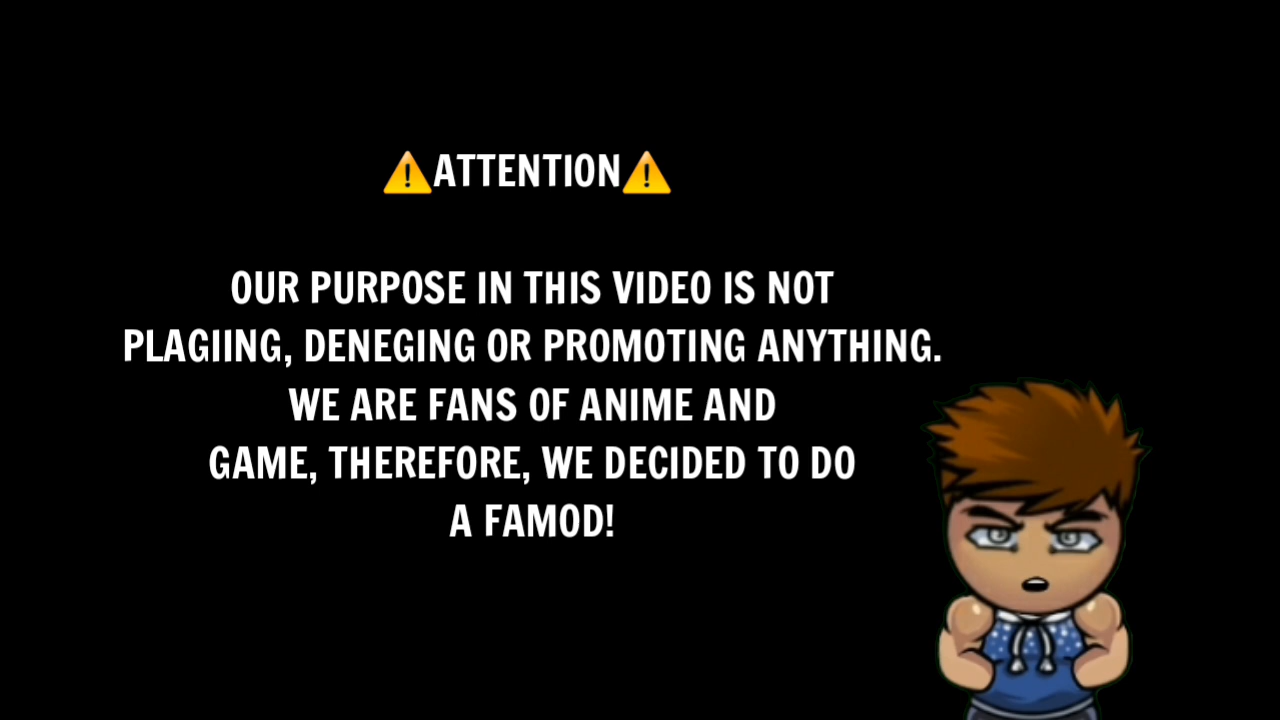 ⚠️ATTENTION⚠️
OUR PURPOSE IN THIS VIDEO IS NOT
PLAGIING, DENEGING OR PROMOTING ANYTHING.
WE ARE FANS OF ANIME AND
GAME, THEREFORE, WE DECIDED TO DO
A FAMOD!